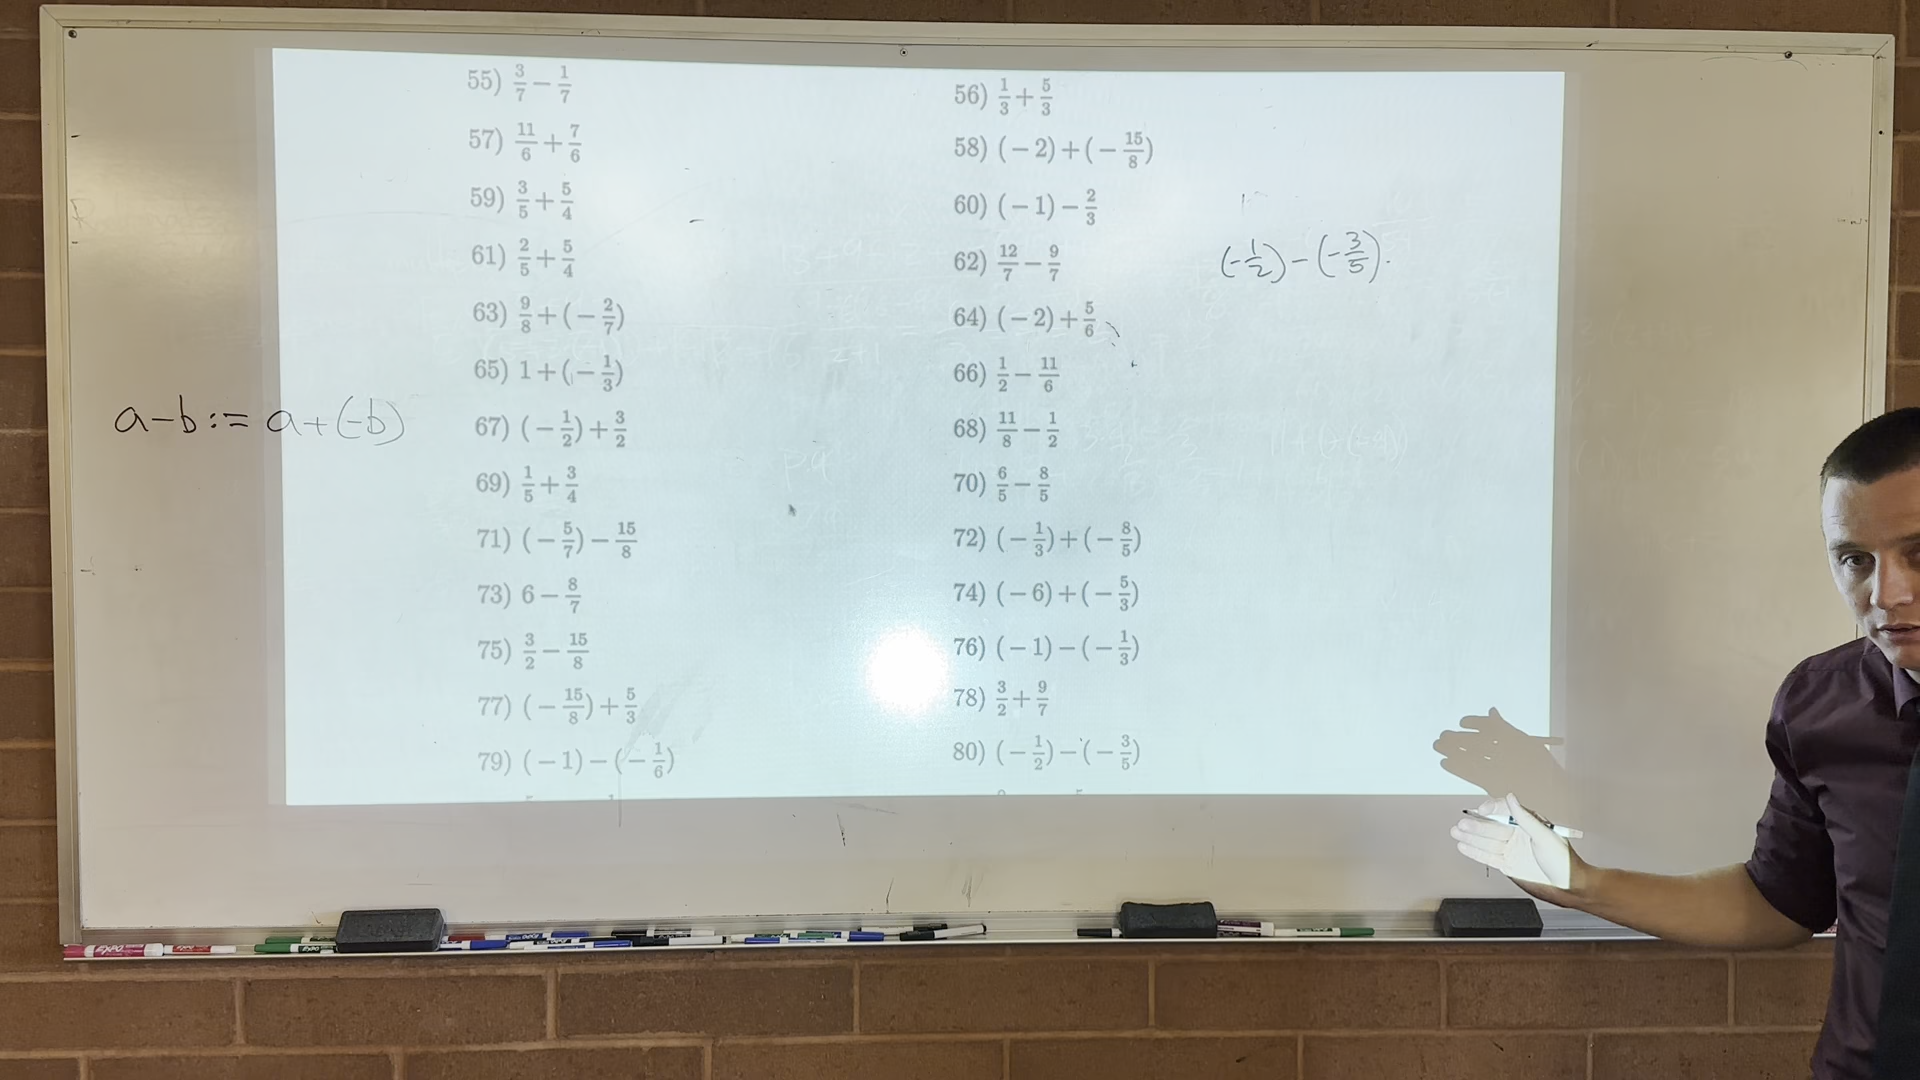 55) 3/7 − 1/7
56) 1/3 + 5/3
57) 11/6 + 7/6
58) (−2) + (−15/8)
59) 3/5 + 5/4
60) (−1) − 2/3
61) 2/5 + 5/4
62) 12/7 − 9/7
(-1/2) - (-3/5).
63) 9/8 + (−2/7)
64) (−2) + 5/6
65) 1 + (−1/3)
66) 1/2 − 11/6
a-b := a+(-b)
67) (−1/2) + 3/2
68) 11/8 − 1/2
69) 1/5 + 3/4
70) 6/5 − 8/5
71) (−5/7) − 15/8
72) (−1/3) + (−8/5)
73) 6 − 8/7
74) (−6) + (−5/3)
75) 3/2 − 15/8
76) (−1) − (−1/3)
77) (−15/8) + 5/3
78) 3/2 + 9/7
79) (−1) − (−1/6)
80) (−1/2) − (−3/5)
EXPO